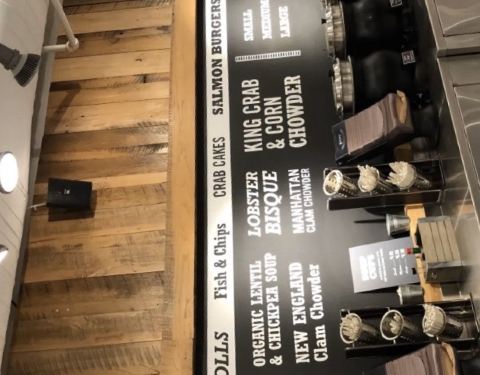 OLLS Fish & Chips CRAB CAKES SALMON BURGERS
ORGANIC LENTIL
& CHICKPEA SOUP
NEW ENGLAND
Clam Chowder
LOBSTER
BISQUE
MANHATTAN
CLAM CHOWDER
KING CRAB
& CORN
CHOWDER
SMALL
MEDIUM
LARGE